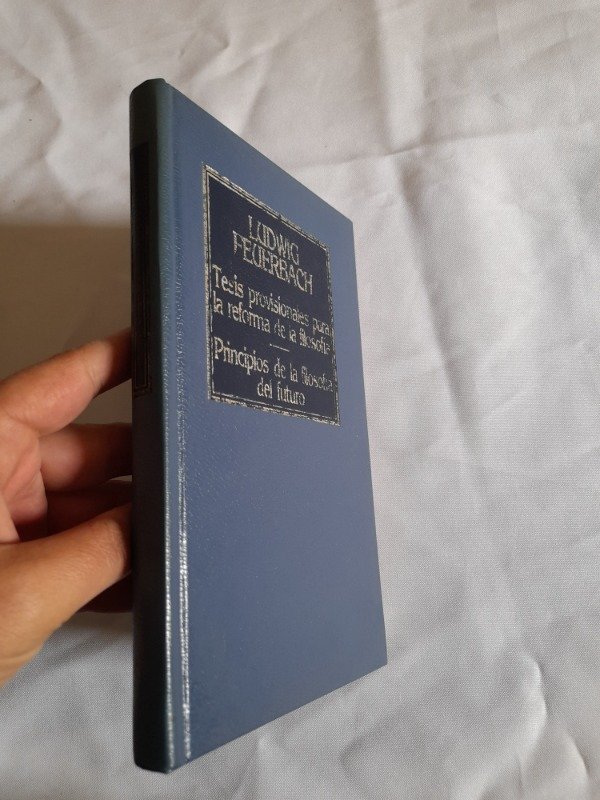 LUDWIG
FEUERBACH
Tesis provisionales para
la reforma de la filosofía
Principios de la filosofía
del futuro